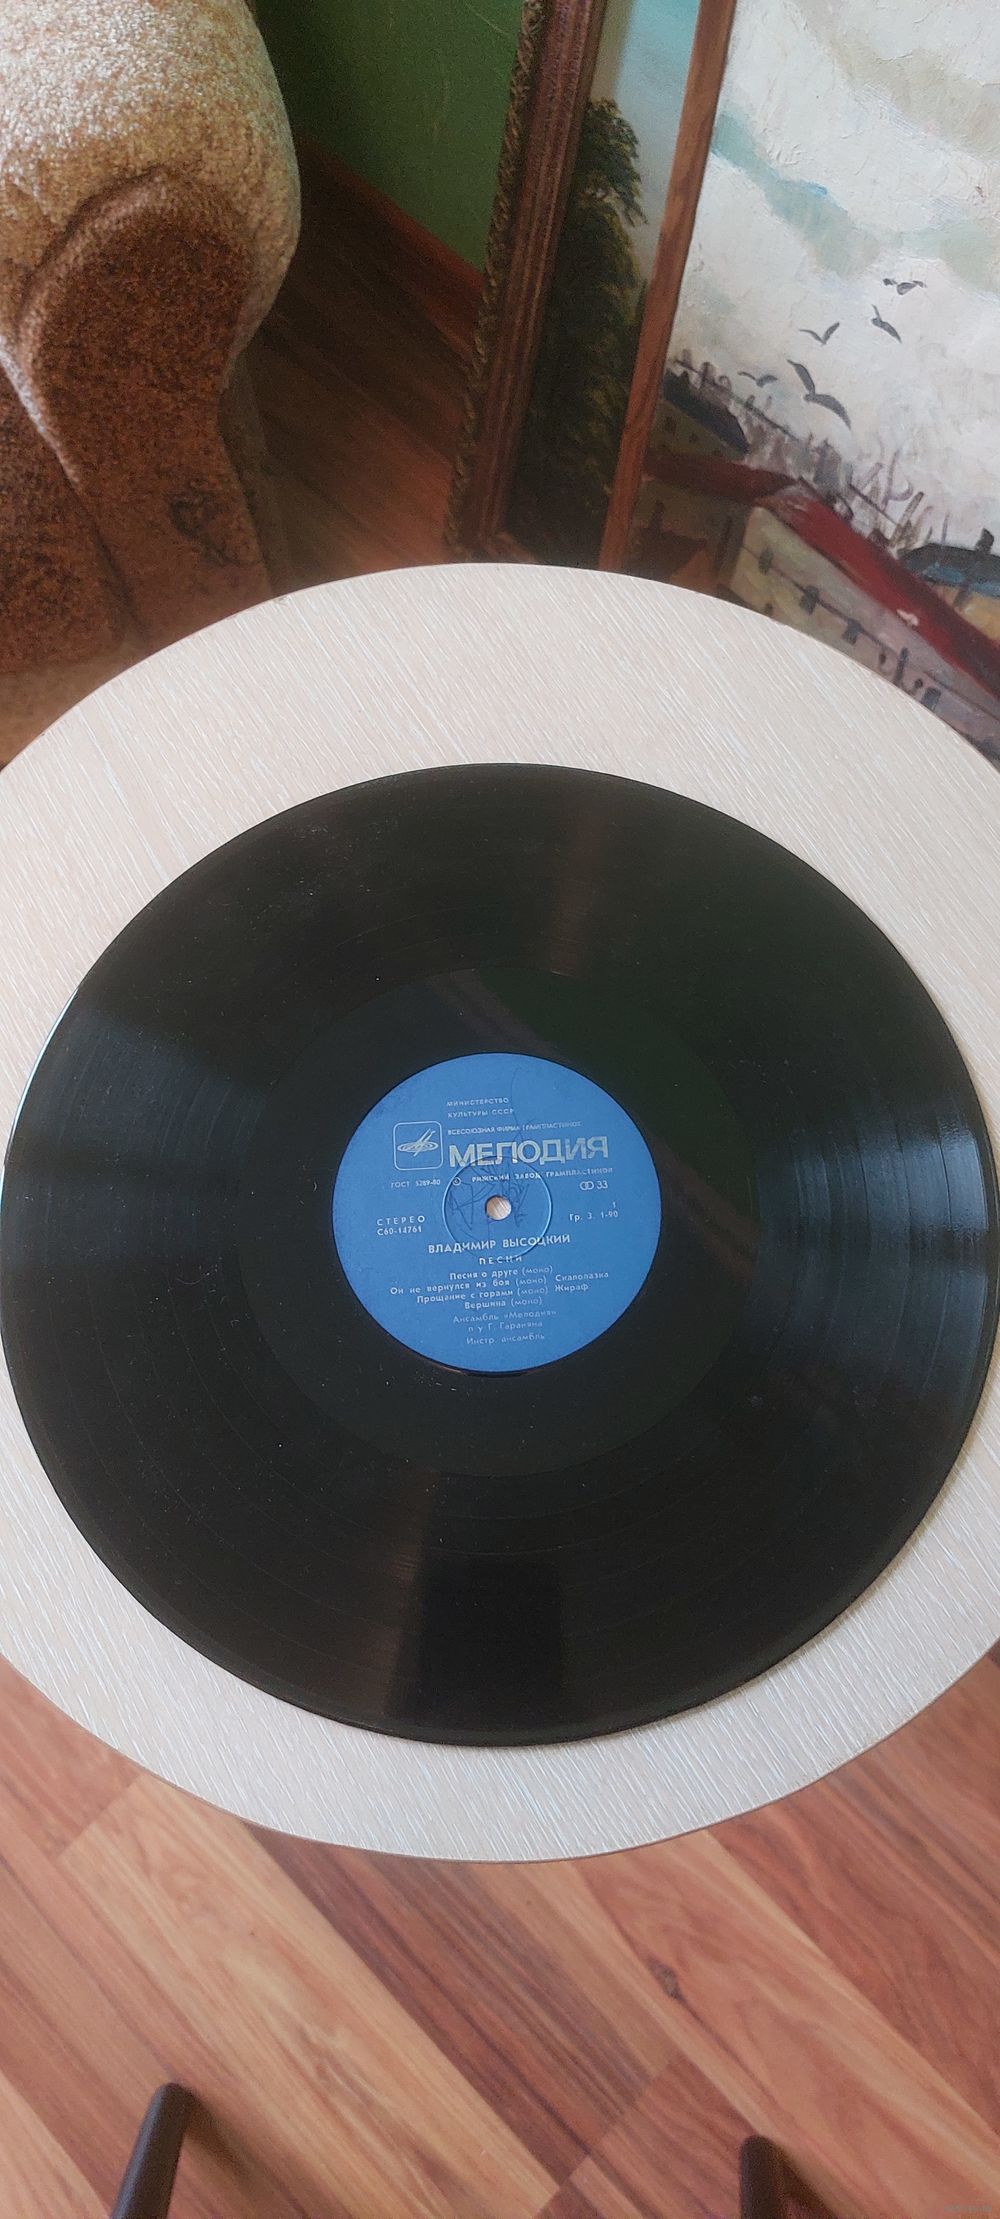 МИНИСТЕРСТВО
КУЛЬТУРЫ СССР
ВСЕСОЮЗНАЯ ФИРМА ГРАМПЛАСТИНОК
МЕЛОДИЯ
ГОСТ 5289-80 РИЖСКИЙ ЗАВОД ГРАМПЛАСТИНОК
33
СТЕРЕО 1
С60-14761 Гр. 3. 1-90
ВЛАДИМИР ВЫСОЦКИЙ
ПЕСНИ
Песня о друге (моно)
Он не вернулся из боя (моно) Скалолазка
Прощание с горами (моно) Жираф
Вершина (моно)
Ансамбль «Мелодия»
п/у Г. Гараняна
Инстр. ансамбль